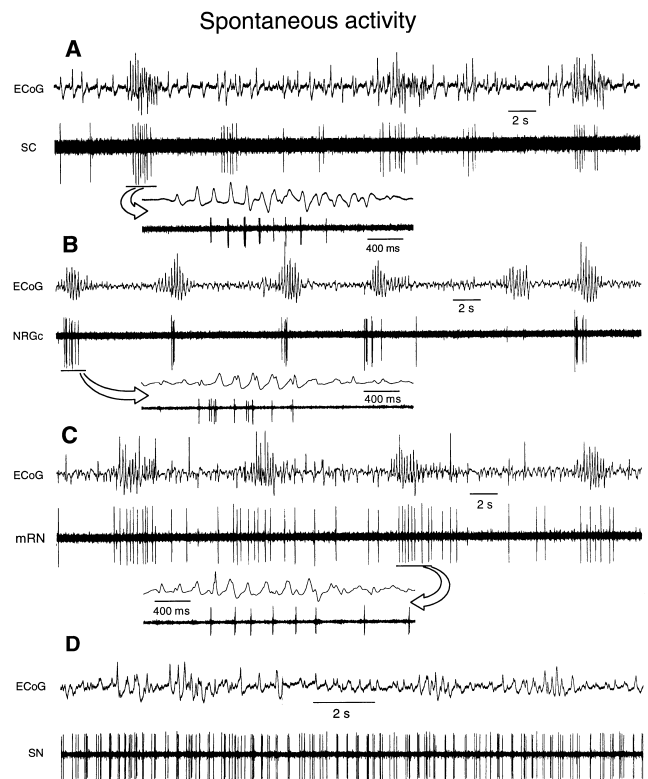 Spontaneous activity
A
ECoG
2 s
SC
400 ms
B
ECoG
2 s
NRGc
400 ms
C
ECoG
2 s
mRN
400 ms
D
ECoG
2 s
SN